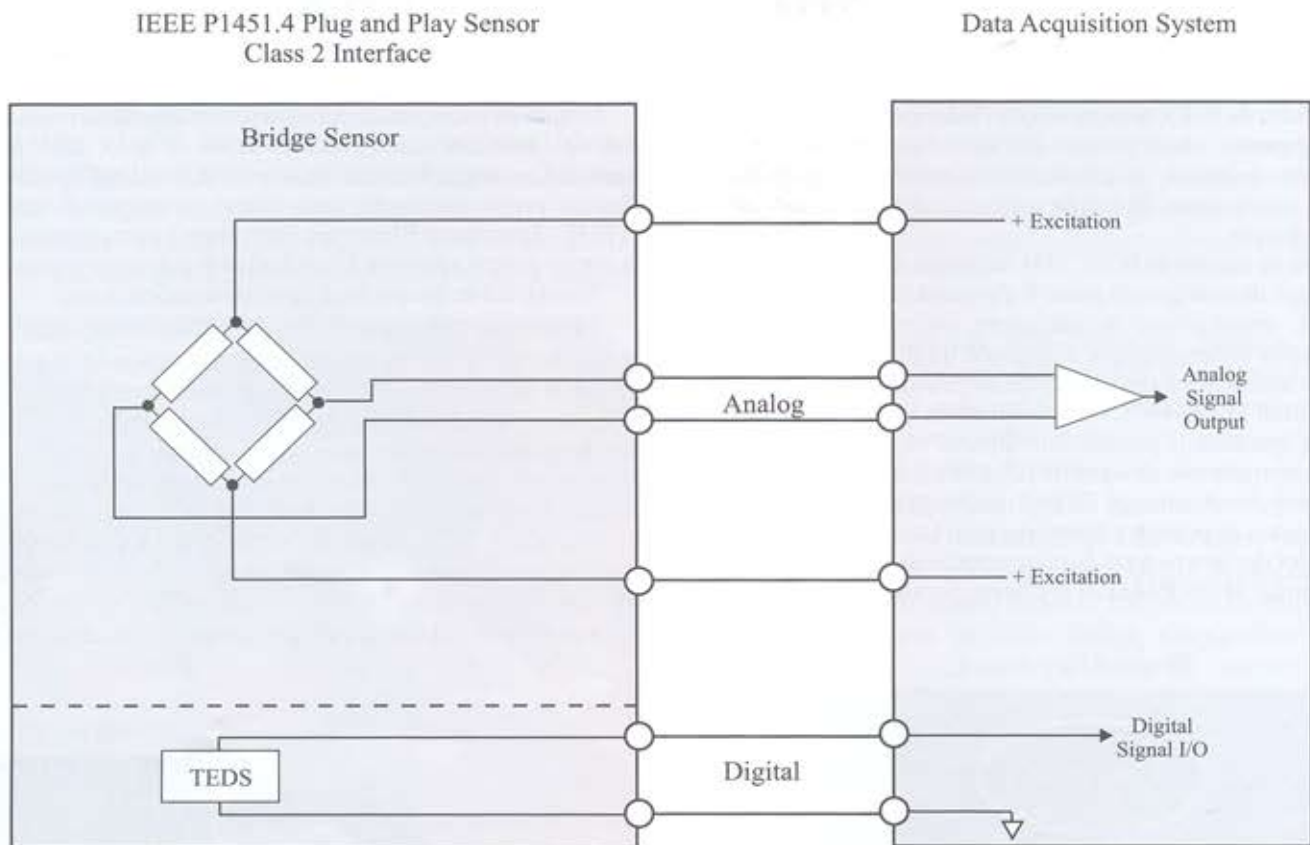 IEEE P1451.4 Plug and Play Sensor
Class 2 Interface
Data Acquisition System
Bridge Sensor
+ Excitation
Analog
Analog
Signal
Output
+ Excitation
TEDS
Digital
Digital
Signal I/O